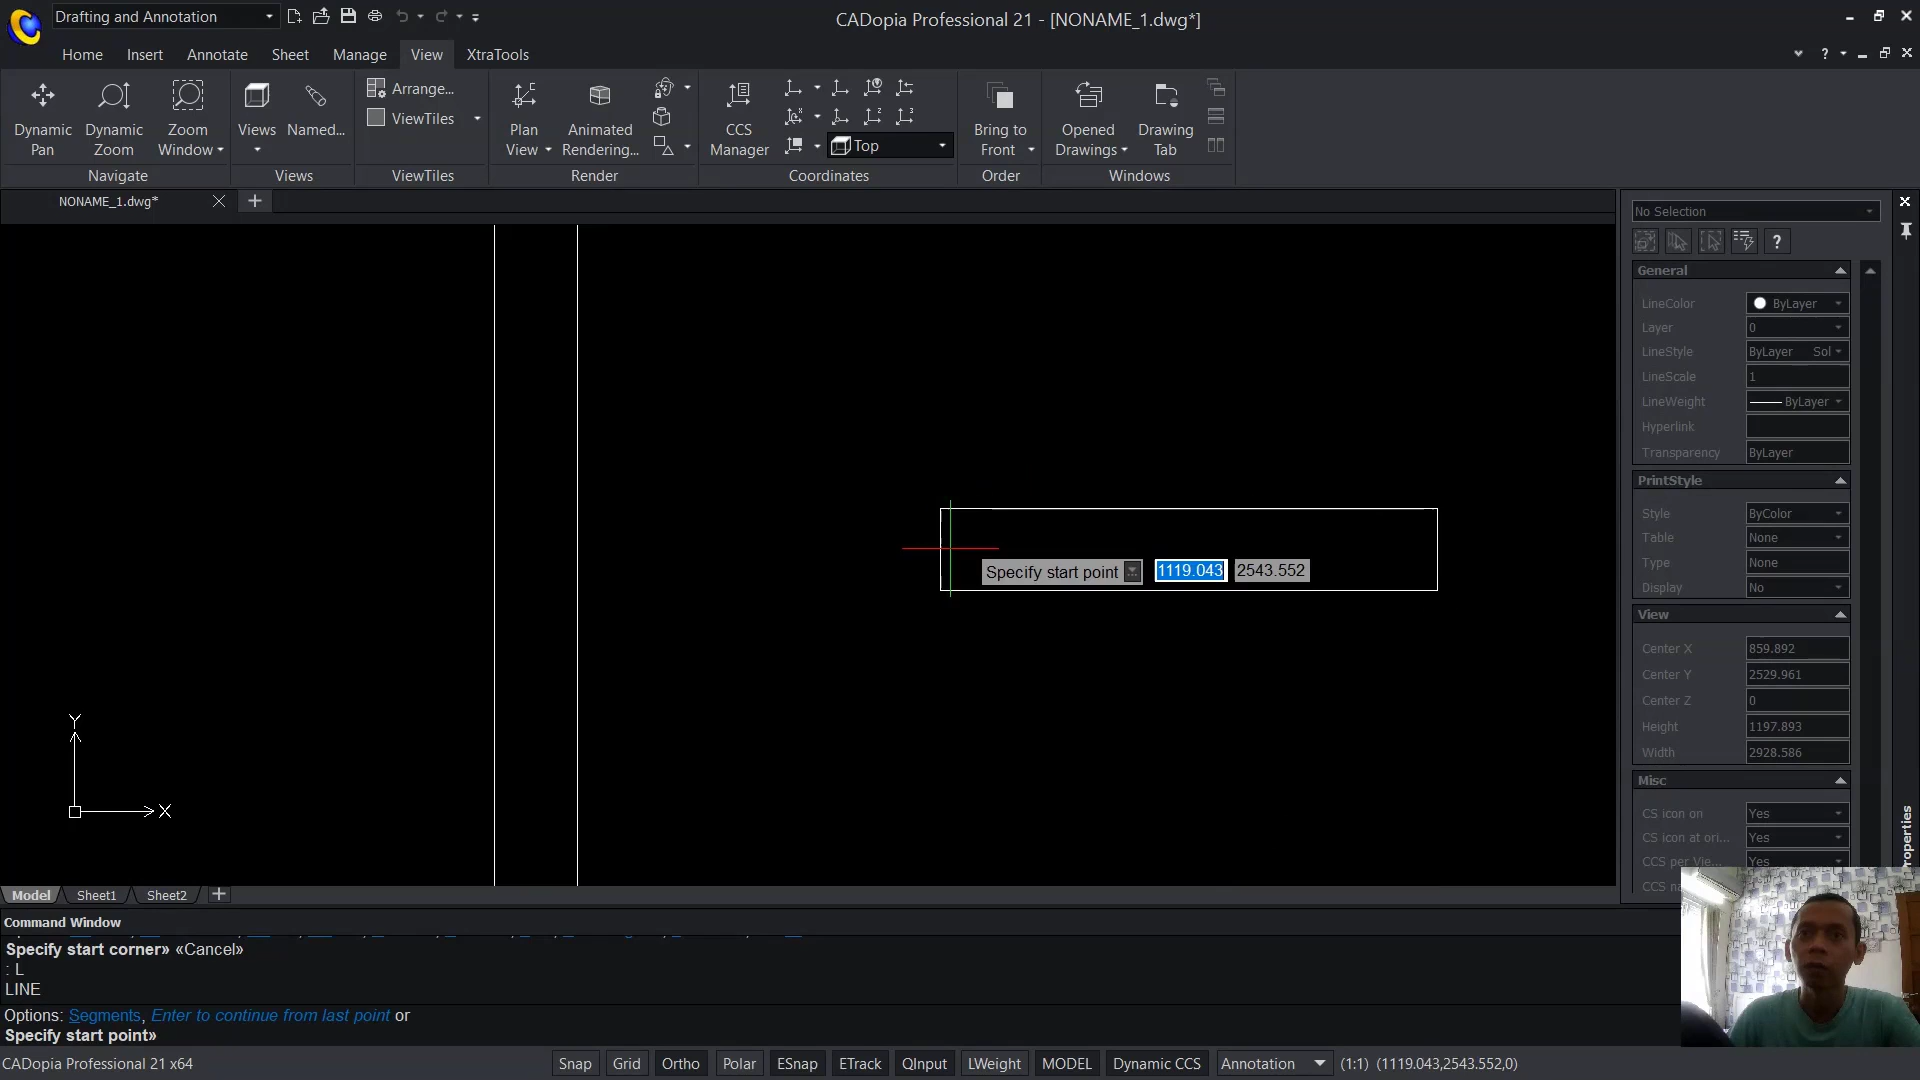 Drafting and Annotation
CADopia Professional 21 - [NONAME_1.dwg*]
Home Insert Annotate Sheet Manage View XtraTools
Dynamic Pan
Dynamic Zoom
Zoom Window
Navigate
Views
Named...
Views
Arrange...
ViewTiles
ViewTiles
Plan View
Animated Rendering...
Render
CCS Manager
Top
Coordinates
Bring to Front
Order
Opened Drawings
Drawing Tab
Windows
NONAME_1.dwg*
No Selection
General
LineColor ByLayer
Layer 0
LineStyle ByLayer Sol
LineScale 1
LineWeight ByLayer
Hyperlink
Transparency ByLayer
PrintStyle
Style ByColor
Table None
Type None
Display No
View
Center X 859.892
Center Y 2529.961
Center Z 0
Height 1197.893
Width 2928.586
Misc
CS icon on Yes
CS icon at ori... Yes
CCS per Vie... Yes
CCS na
Properties
Specify start point 1119.043 2543.552
Y
X
Model Sheet1 Sheet2
Command Window
Specify start corner» «Cancel»
: L
LINE
Options: Segments, Enter to continue from last point or
Specify start point»
CADopia Professional 21 x64
Snap Grid Ortho Polar ESnap ETrack QInput LWeight MODEL Dynamic CCS Annotation (1:1) (1119.043,2543.552,0)